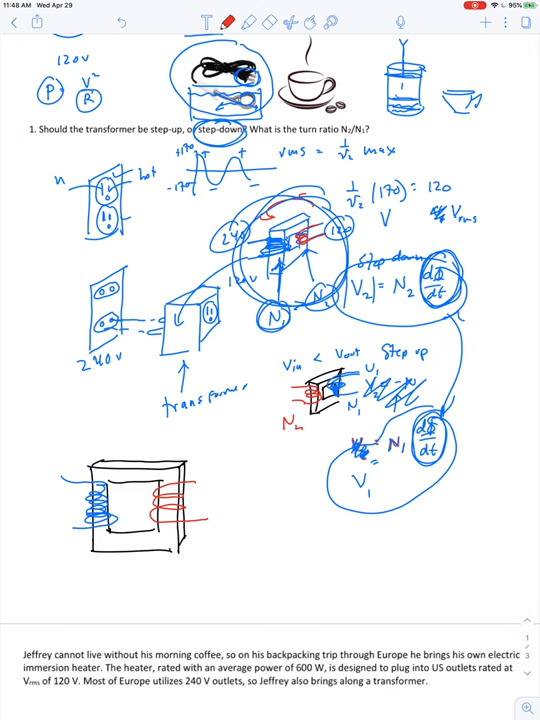 11:48 AM Wed Apr 29
95%
120V
P = V²/R
1. Should the transformer be step-up, or step-down? What is the turn ratio N₂/N₁?
+170
-170
+ +
Vrms = 1/√2 max
n
hot
1/√2 (170) = 120
V
Vrms
240
120
120V
N₁
N₂
Step down
|V₂| = N₂ dΦ/dt
240V
transformer
Vin < Vout Step up
N₁
N₂
= N₁ dΦ/dt
V₁
1
3
Jeffrey cannot live without his morning coffee, so on his backpacking trip through Europe he brings his own electric
immersion heater. The heater, rated with an average power of 600 W, is designed to plug into US outlets rated at
Vrms of 120 V. Most of Europe utilizes 240 V outlets, so Jeffrey also brings along a transformer.